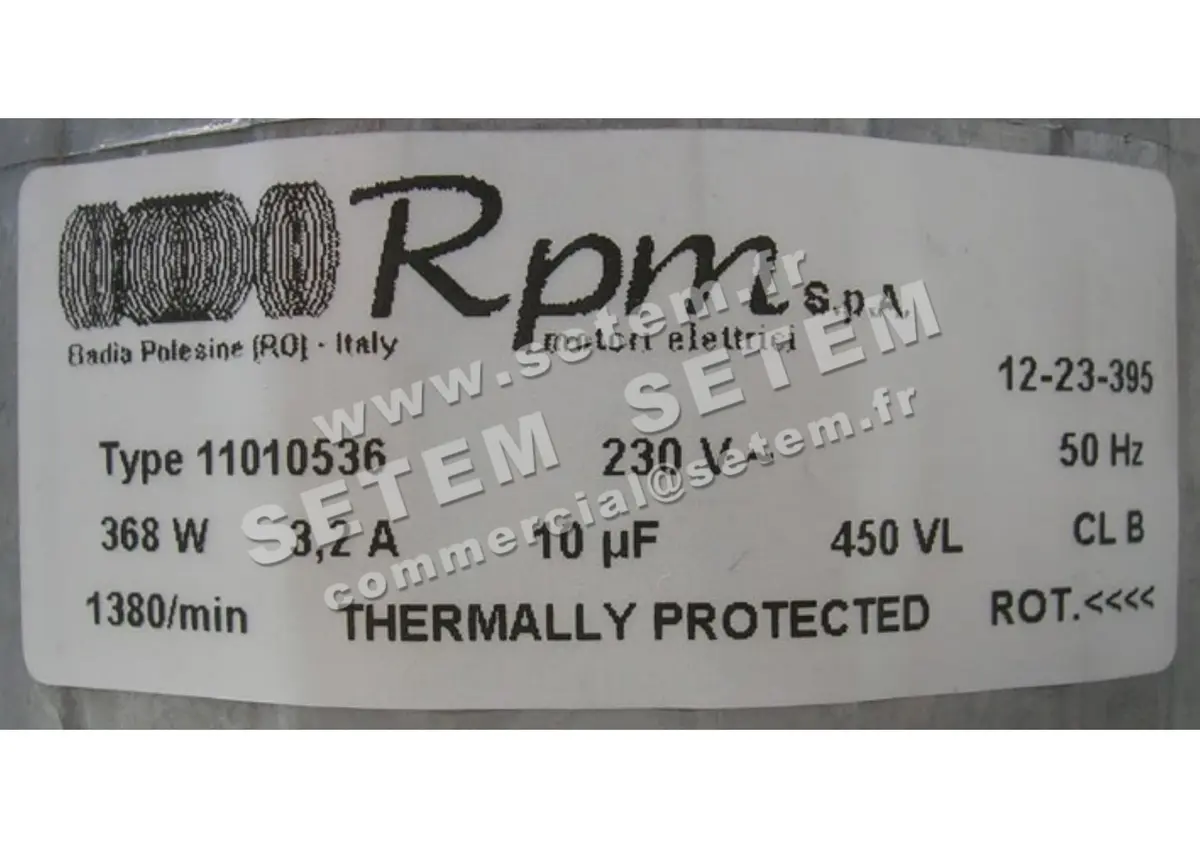 Rpm S.p.A.
motori elettrici
Badia Polesine (RO) - Italy
12-23-395
Type 11010536 230 V ~ 50 Hz
368 W 3,2 A 10 µF 450 VL CL B
1380/min THERMALLY PROTECTED ROT.<<<<
www.setem.fr
SETEM SETEM
commercial@setem.fr